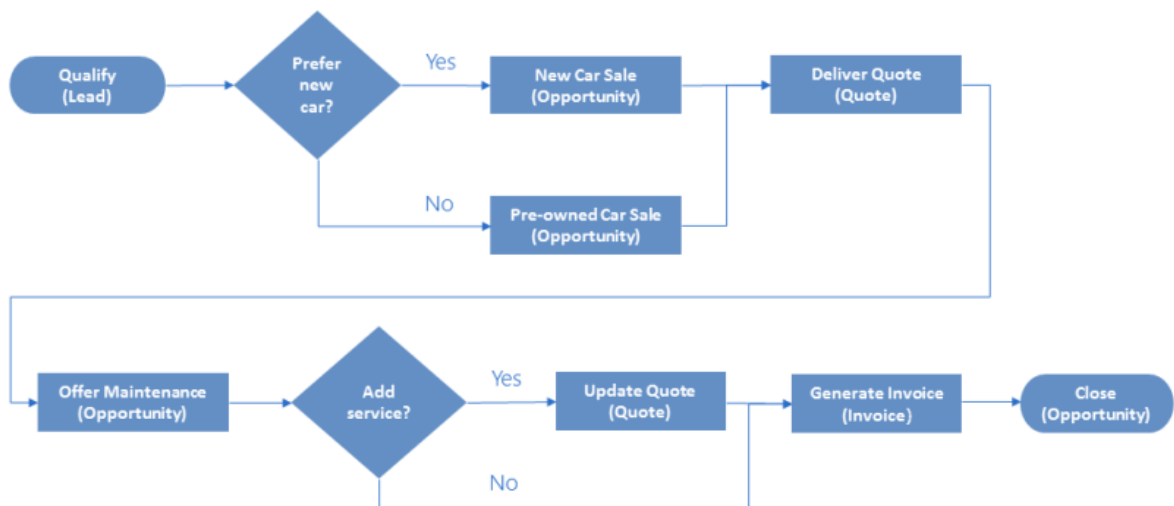 Qualify
(Lead)
Prefer
new
car?
Yes
New Car Sale
(Opportunity)
Deliver Quote
(Quote)
No
Pre-owned Car Sale
(Opportunity)
Offer Maintenance
(Opportunity)
Add
service?
Yes
Update Quote
(Quote)
Generate Invoice
(Invoice)
Close
(Opportunity)
No